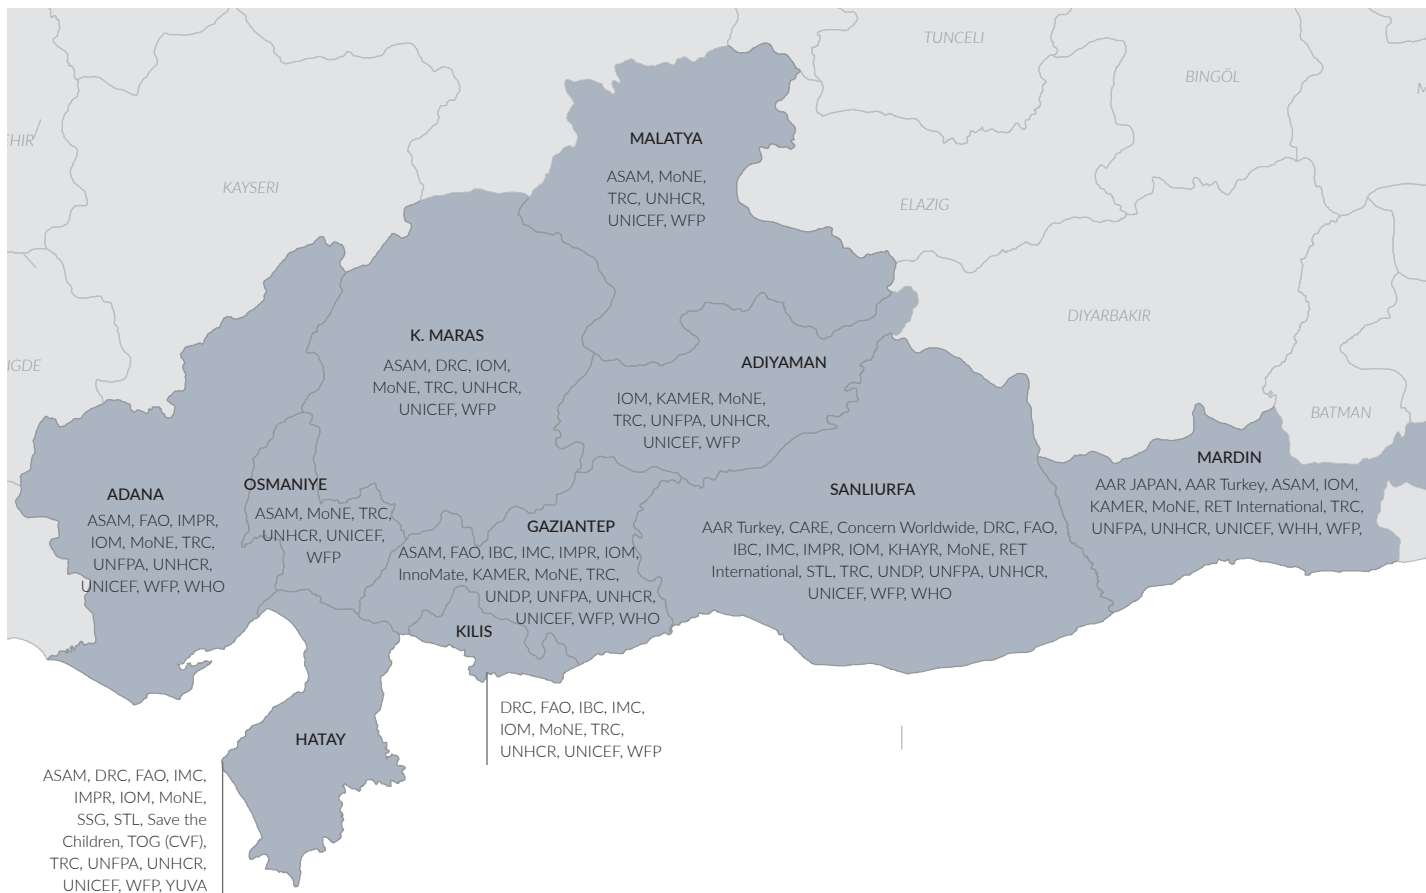 TUNCELI
BINGÖL
M
EHIR
KAYSERI
MALATYA
ASAM, MoNE,
TRC, UNHCR,
UNICEF, WFP
ELAZIG
DIYARBAKIR
IGDE
K. MARAS
ASAM, DRC, IOM,
MoNE, TRC, UNHCR,
UNICEF, WFP
ADIYAMAN
IOM, KAMER, MoNE,
TRC, UNFPA, UNHCR,
UNICEF, WFP
BATMAN
MARDIN
AAR JAPAN, AAR Turkey, ASAM, IOM,
KAMER, MoNE, RET International, TRC,
UNFPA, UNHCR, UNICEF, WHH, WFP,
ADANA
ASAM, FAO, IMPR,
IOM, MoNE, TRC,
UNFPA, UNHCR,
UNICEF, WFP, WHO
OSMANIYE
ASAM, MoNE, TRC,
UNHCR, UNICEF,
WFP
GAZIANTEP
ASAM, FAO, IBC, IMC, IMPR, IOM,
InnoMate, KAMER, MoNE, TRC,
UNDP, UNFPA, UNHCR,
UNICEF, WFP, WHO
SANLIURFA
AAR Turkey, CARE, Concern Worldwide, DRC, FAO,
IBC, IMC, IMPR, IOM, KHAYR, MoNE, RET
International, STL, TRC, UNDP, UNFPA, UNHCR,
UNICEF, WFP, WHO
KILIS
DRC, FAO, IBC, IMC,
IOM, MoNE, TRC,
UNHCR, UNICEF, WFP
HATAY
ASAM, DRC, FAO, IMC,
IMPR, IOM, MoNE,
SSG, STL, Save the
Children, TOG (CVF),
TRC, UNFPA, UNHCR,
UNICEF, WFP, YUVA